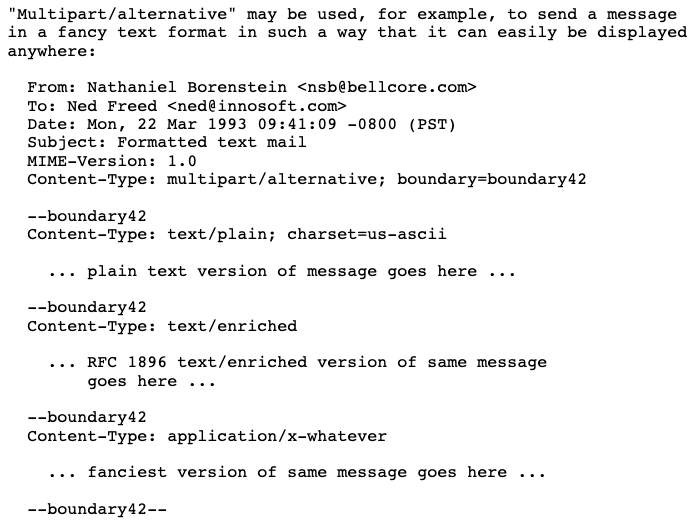 "Multipart/alternative" may be used, for example, to send a message
in a fancy text format in such a way that it can easily be displayed
anywhere:
From: Nathaniel Borenstein <nsb@bellcore.com>
To: Ned Freed <ned@innosoft.com>
Date: Mon, 22 Mar 1993 09:41:09 -0800 (PST)
Subject: Formatted text mail
MIME-Version: 1.0
Content-Type: multipart/alternative; boundary=boundary42
--boundary42
Content-Type: text/plain; charset=us-ascii
... plain text version of message goes here ...
--boundary42
Content-Type: text/enriched
... RFC 1896 text/enriched version of same message
goes here ...
--boundary42
Content-Type: application/x-whatever
... fanciest version of same message goes here ...
--boundary42--